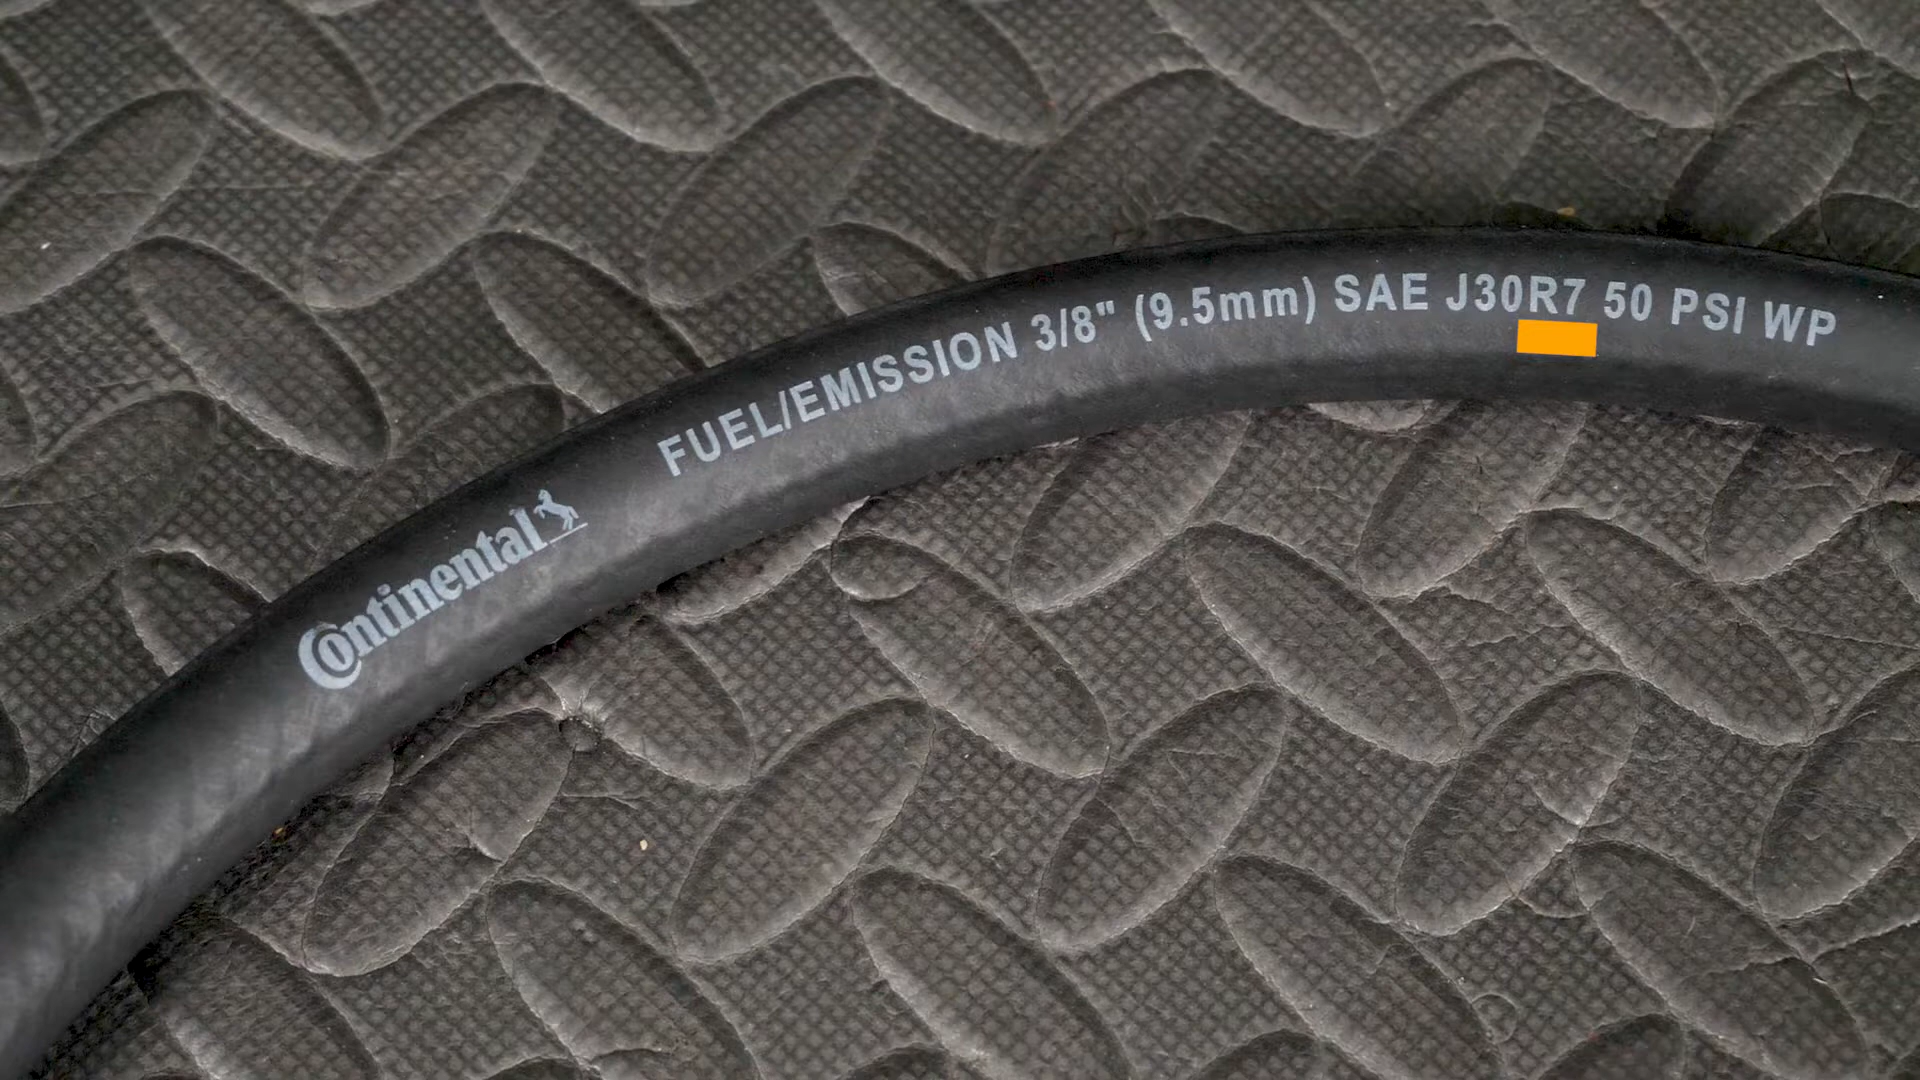 Continental
FUEL/EMISSION 3/8" (9.5mm) SAE J30R7 50 PSI WP